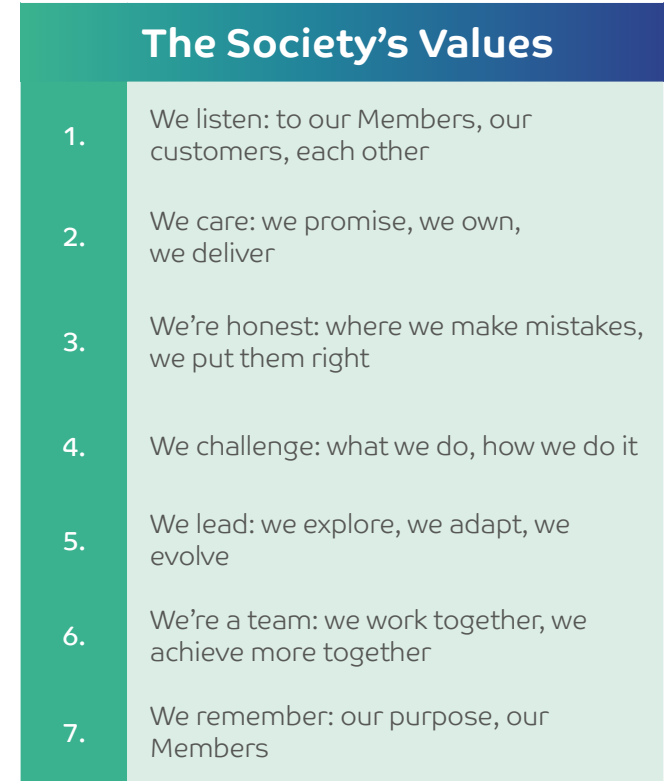 The Society’s Values
1.
We listen: to our Members, our
customers, each other
2.
We care: we promise, we own,
we deliver
3.
We’re honest: where we make mistakes,
we put them right
4.
We challenge: what we do, how we do it
5.
We lead: we explore, we adapt, we
evolve
6.
We’re a team: we work together, we
achieve more together
7.
We remember: our purpose, our
Members